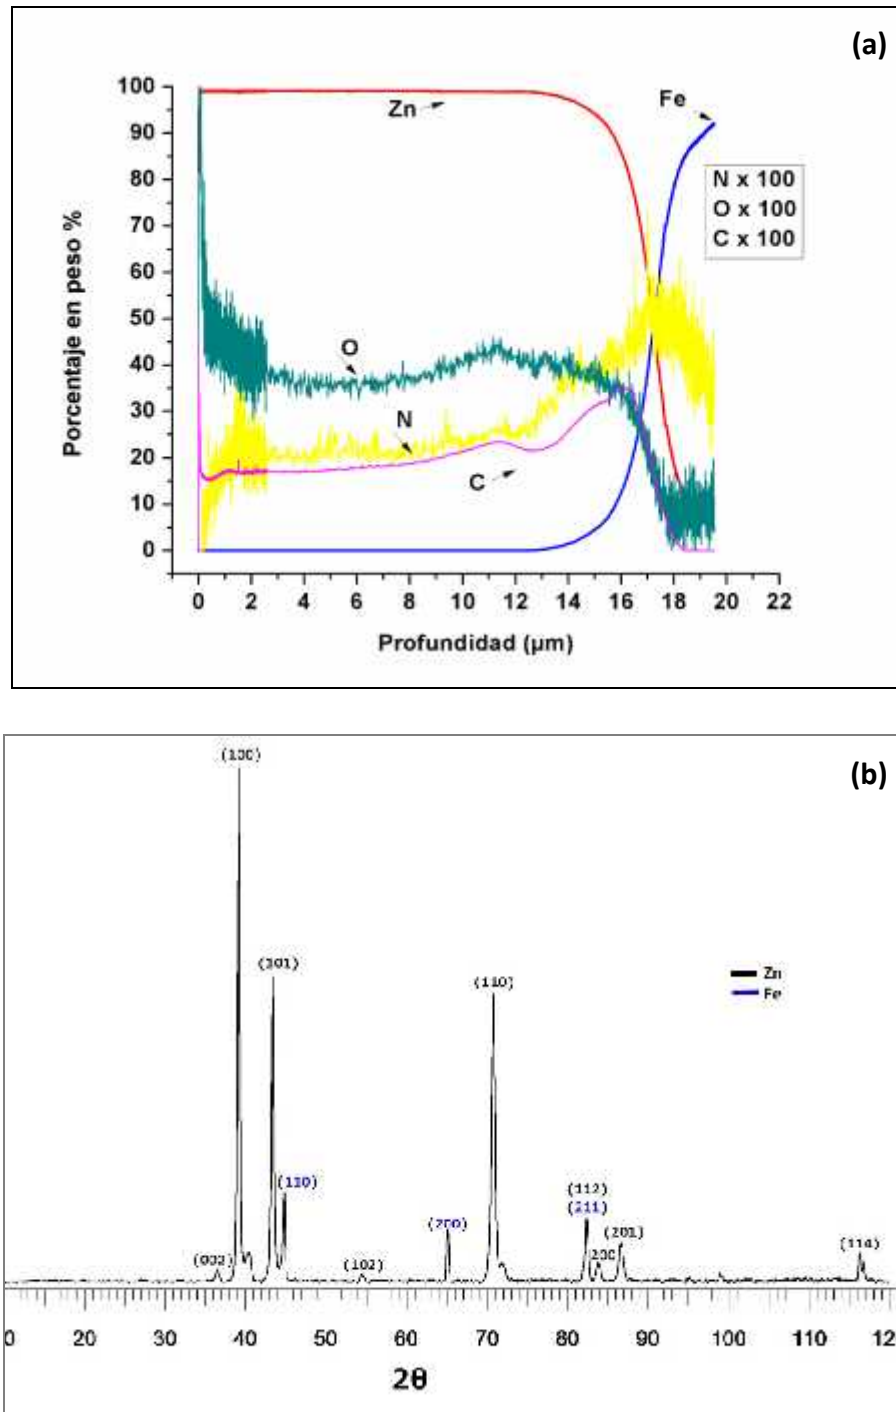 (a)
100
90
80
70
60
50
40
30
20
10
0
Porcentaje en peso %
Zn
Fe
N x 100
O x 100
C x 100
O
N
C
0 2 4 6 8 10 12 14 16 18 20 22
Profundidad (µm)
(b)
(100)
(101)
(110)
Zn
Fe
(110)
(002)
(102)
(200)
(112)
(211)
200
(201)
(114)
0 20 30 40 50 60 70 80 90 100 110 12
2θ